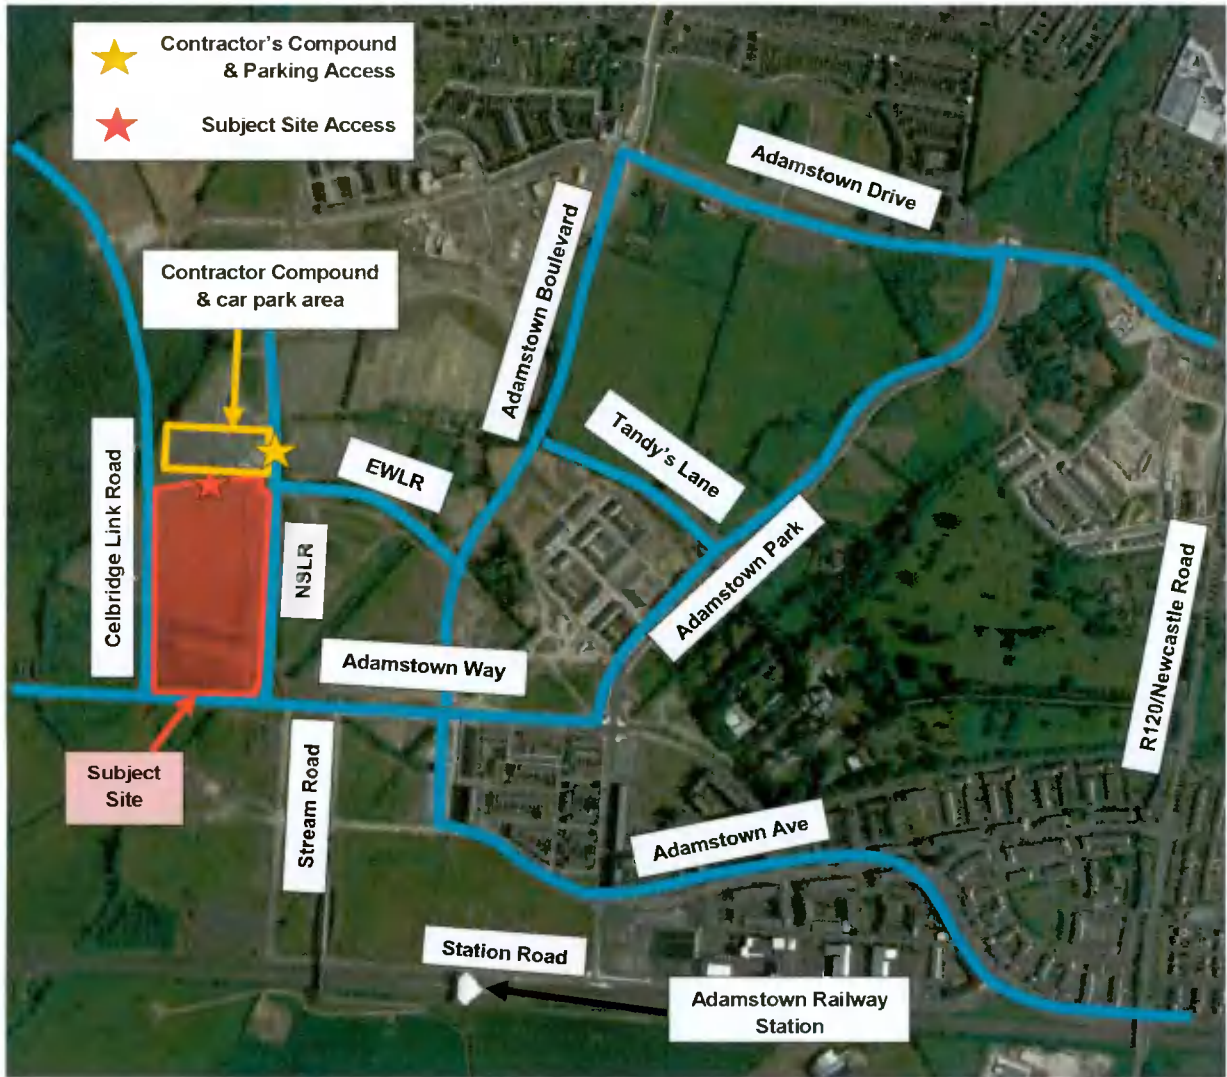 Contractor's Compound
& Parking Access
Subject Site Access
Adamstown Drive
Contractor Compound
& car park area
Adamstown Boulevard
Tandy's Lane
EWLR
Celbridge Link Road
NSLR
Adamstown Park
R120/Newcastle Road
Adamstown Way
Subject
Site
Stream Road
Adamstown Ave
Station Road
Adamstown Railway
Station